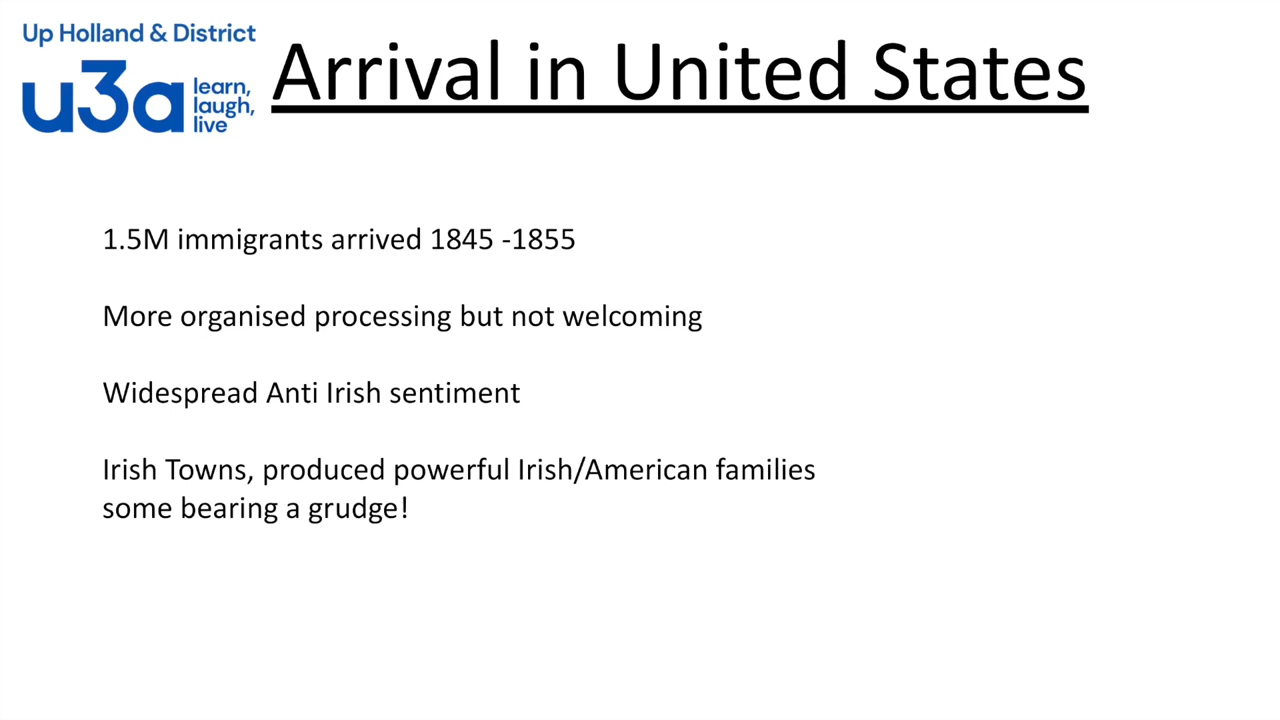 Up Holland & District
u3a learn,
laugh,
live
Arrival in United States
1.5M immigrants arrived 1845 -1855
More organised processing but not welcoming
Widespread Anti Irish sentiment
Irish Towns, produced powerful Irish/American families
some bearing a grudge!